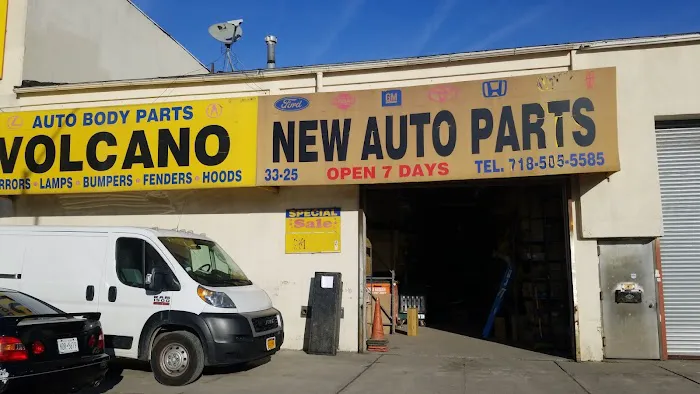 AUTO BODY PARTS
VOLCANO
RRORS - LAMPS - BUMPERS - FENDERS - HOODS
Ford
GM
NEW AUTO PARTS
33-25
OPEN 7 DAYS
TEL. 718-505-5585
SPECIAL
Sale
RAM